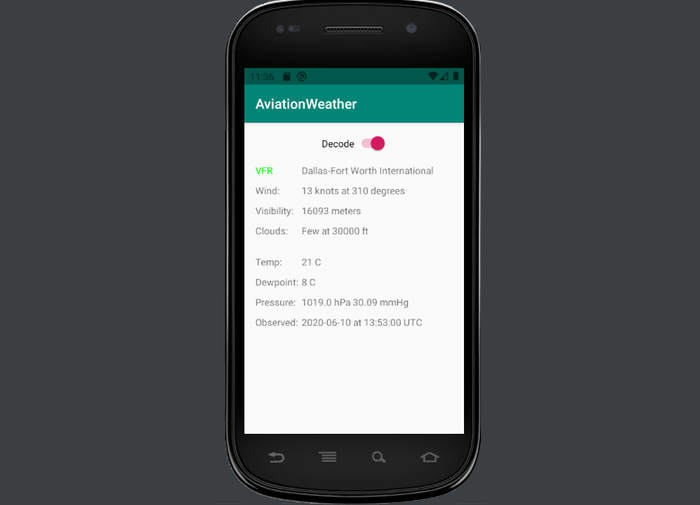 11:36
AviationWeather
Decode
VFR Dallas-Fort Worth International
Wind: 13 knots at 310 degrees
Visibility: 16093 meters
Clouds: Few at 30000 ft
Temp: 21 C
Dewpoint: 8 C
Pressure: 1019.0 hPa 30.09 mmHg
Observed: 2020-06-10 at 13:53:00 UTC